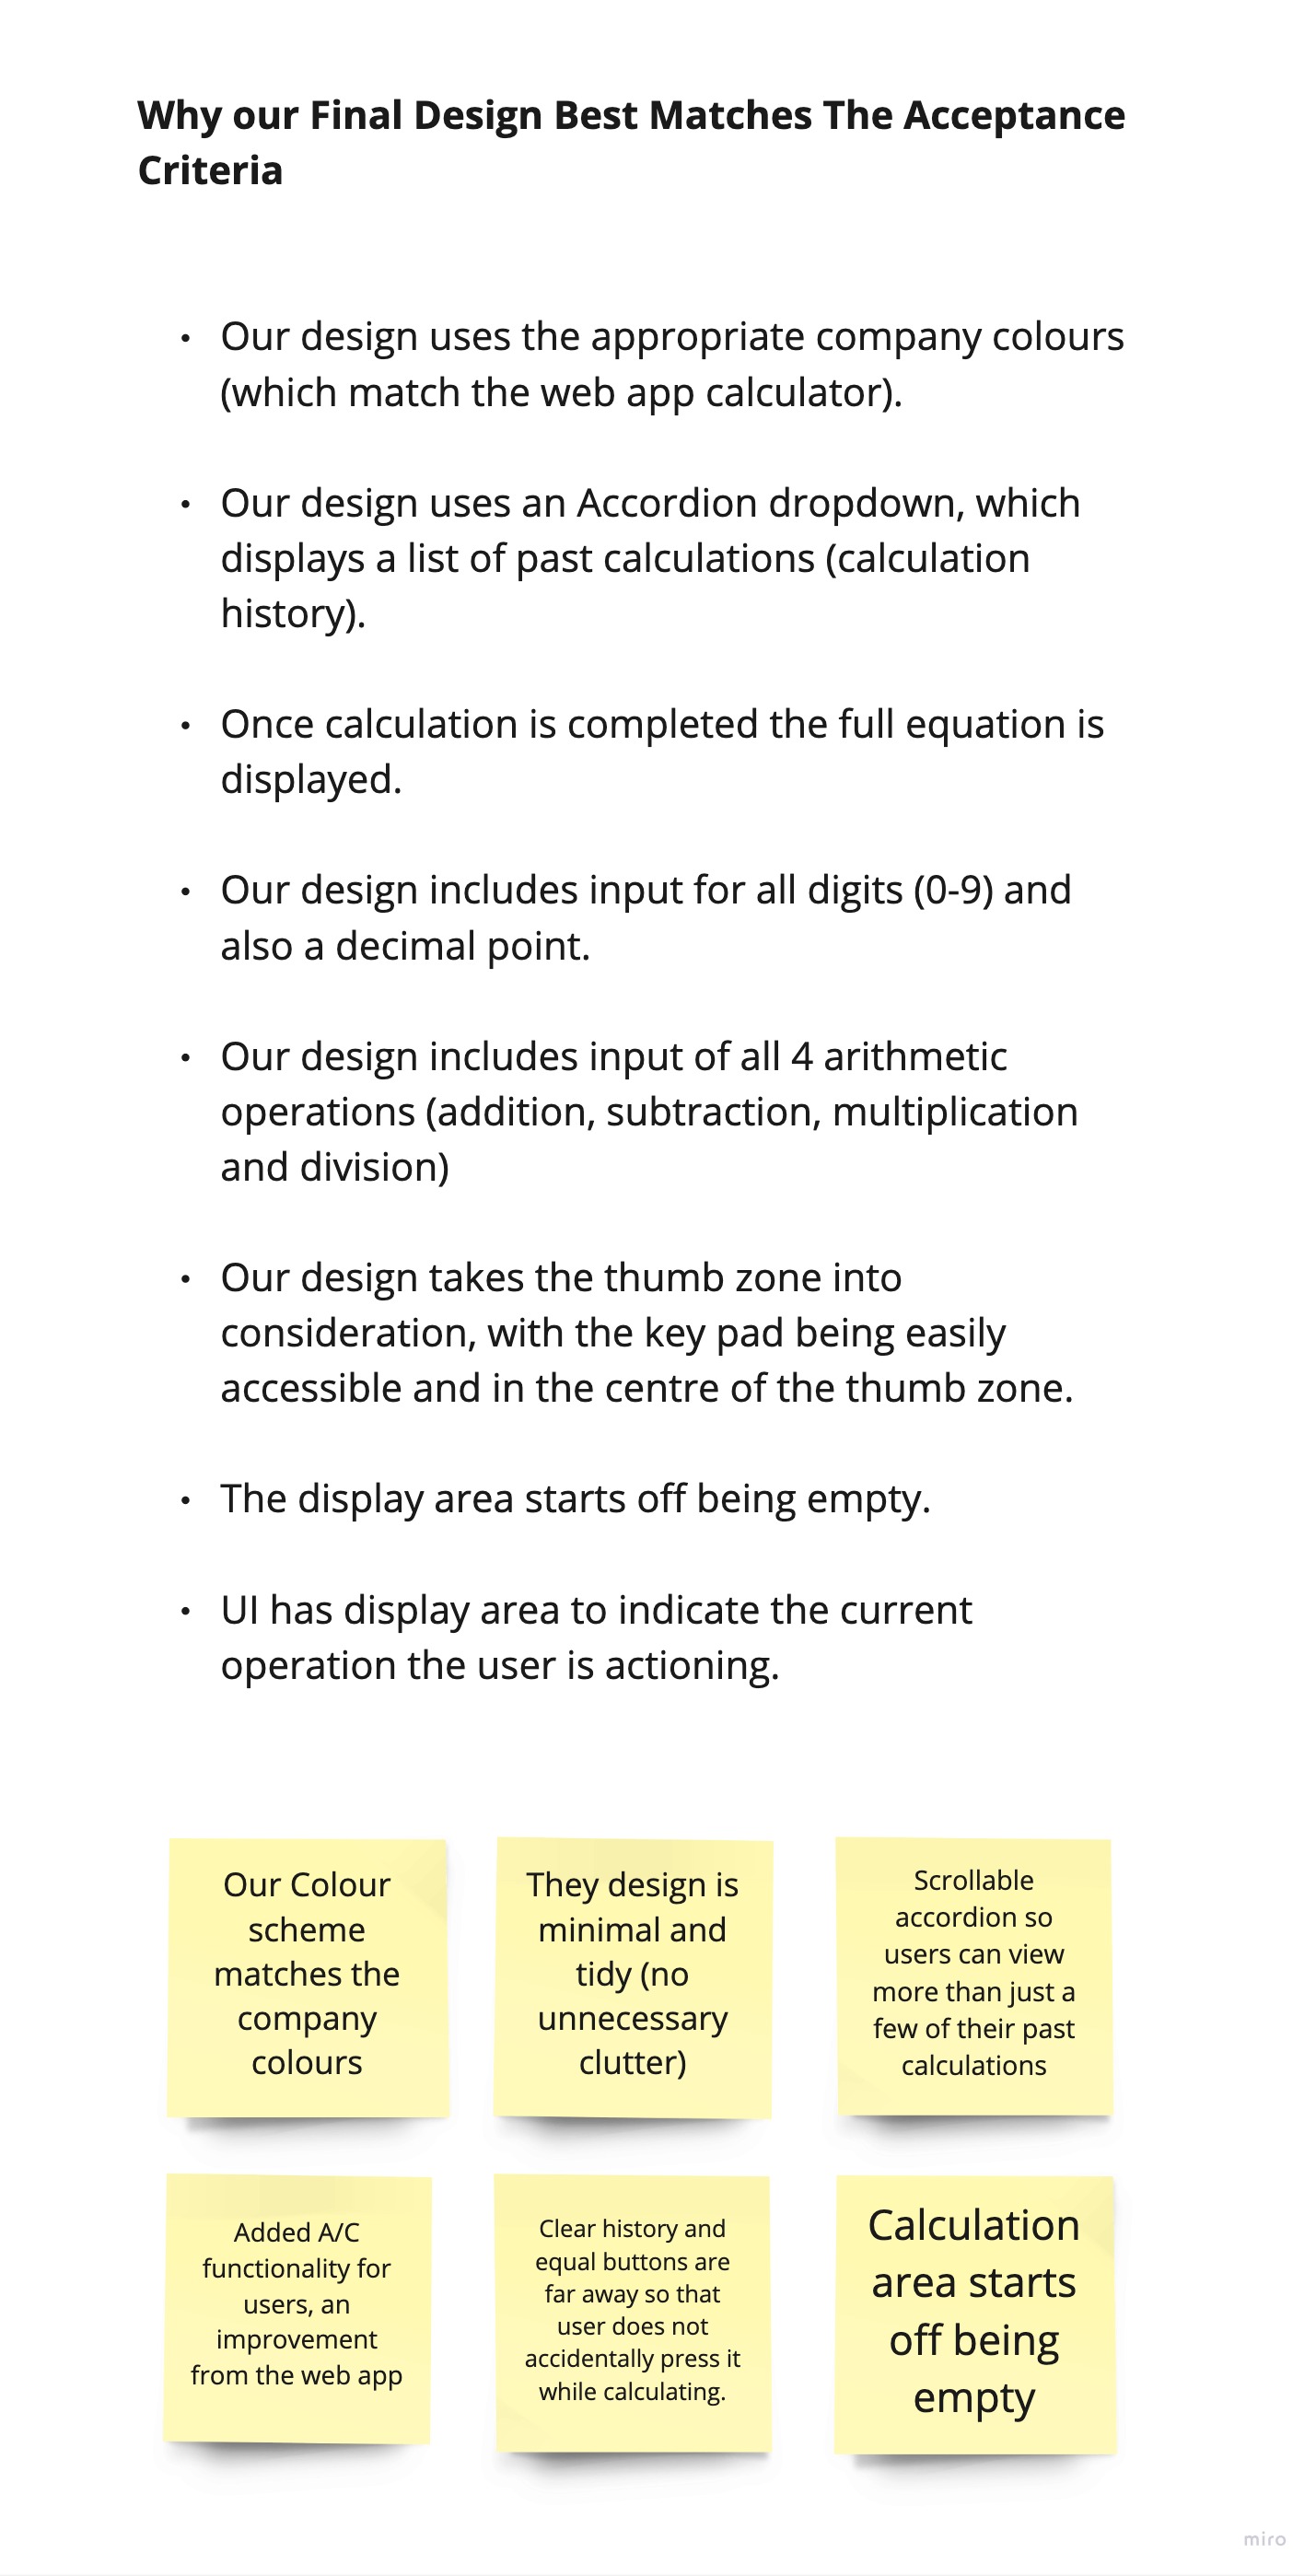 Why our Final Design Best Matches The Acceptance
Criteria
• Our design uses the appropriate company colours
(which match the web app calculator).
• Our design uses an Accordion dropdown, which
displays a list of past calculations (calculation
history).
• Once calculation is completed the full equation is
displayed.
• Our design includes input for all digits (0-9) and
also a decimal point.
• Our design includes input of all 4 arithmetic
operations (addition, subtraction, multiplication
and division)
• Our design takes the thumb zone into
consideration, with the key pad being easily
accessible and in the centre of the thumb zone.
• The display area starts off being empty.
• UI has display area to indicate the current
operation the user is actioning.
Our Colour
scheme
matches the
company
colours
They design is
minimal and
tidy (no
unnecessary
clutter)
Scrollable
accordion so
users can view
more than just a
few of their past
calculations
Added A/C
functionality for
users, an
improvement
from the web app
Clear history and
equal buttons are
far away so that
user does not
accidentally press it
while calculating.
Calculation
area starts
off being
empty
miro